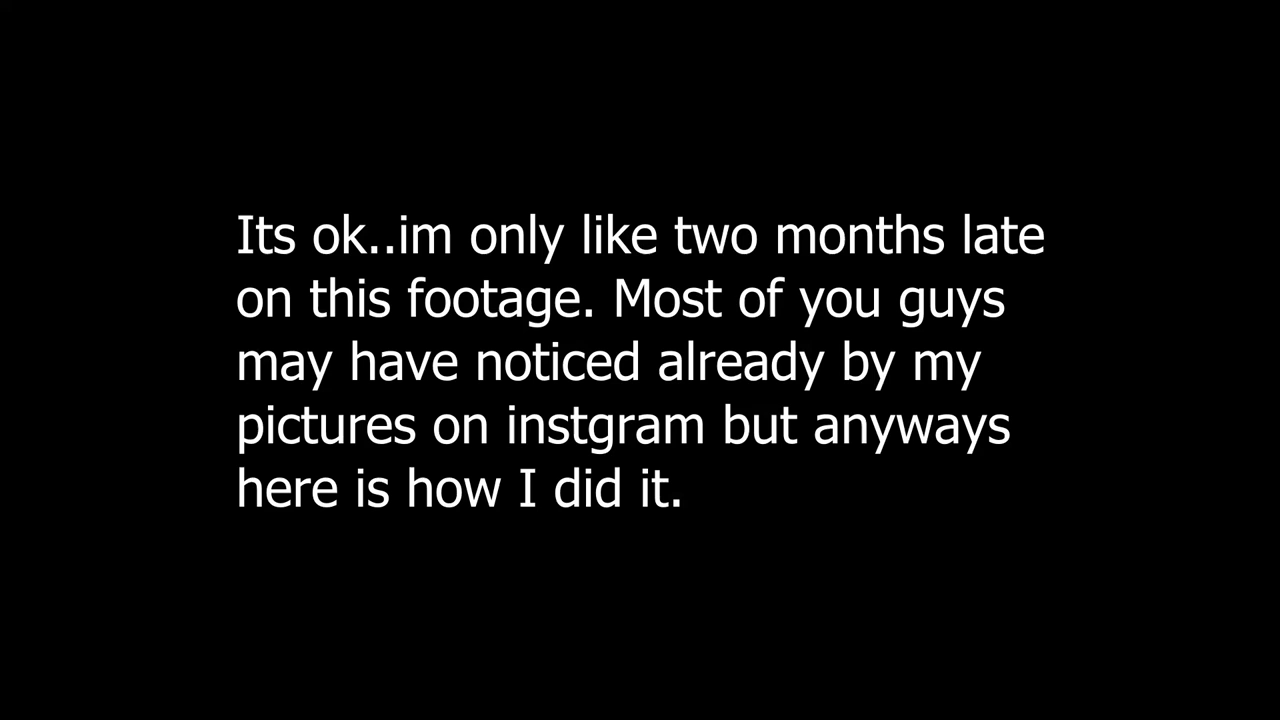 Its ok..im only like two months late
on this footage. Most of you guys
may have noticed already by my
pictures on instgram but anyways
here is how I did it.